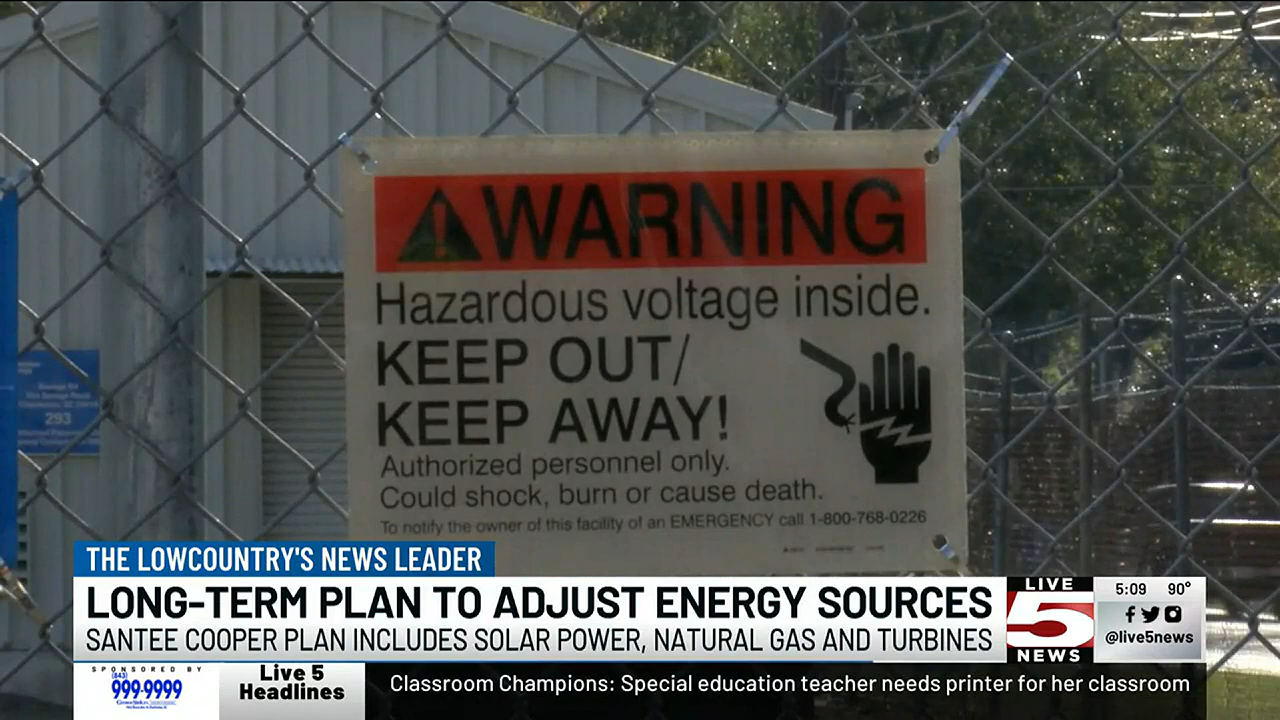 WARNING
Hazardous voltage inside.
KEEP OUT/
KEEP AWAY!
Authorized personnel only.
Could shock, burn or cause death.
To notify the owner of this facility of an EMERGENCY call 1-800-768-0226
293
THE LOWCOUNTRY'S NEWS LEADER
LONG-TERM PLAN TO ADJUST ENERGY SOURCES
SANTEE COOPER PLAN INCLUDES SOLAR POWER, NATURAL GAS AND TURBINES
LIVE
5
NEWS
5:09 90°
@live5news
SPONSORED BY
(843)
999-9999
Live 5
Headlines
Classroom Champions: Special education teacher needs printer for her classroom